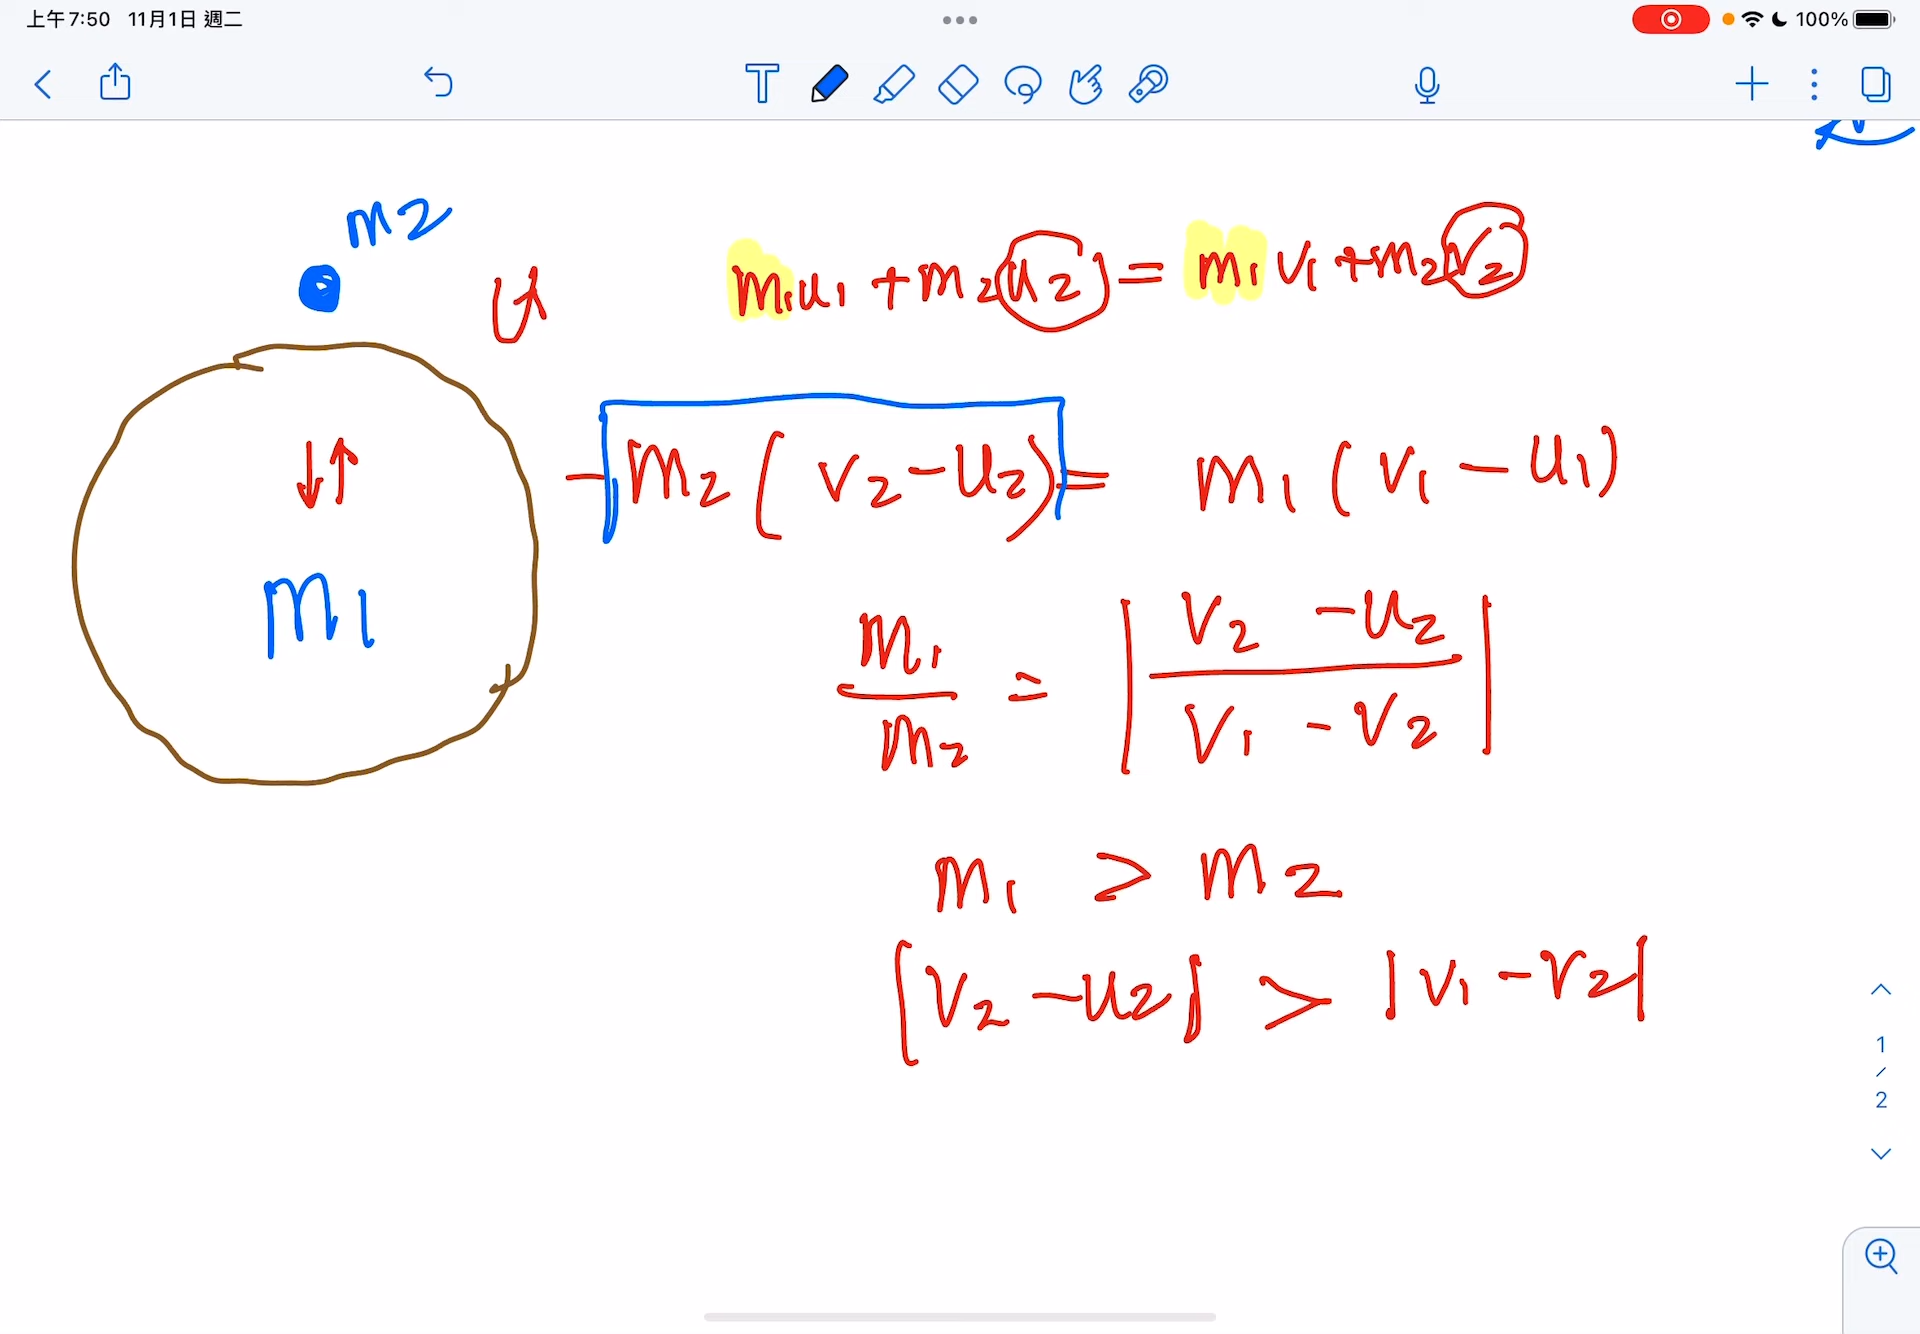 上午7:50 11月1日 週二
100%
T
m2
m1u1 + m2u2 = m1v1 + m2v2
-m2(v2-u2) = m1(v1-u1)
m1
m1/m2 = |v2-u2/v1-v2|
m1 > m2
|v2-u2| > |v1-v2|
1
/
2